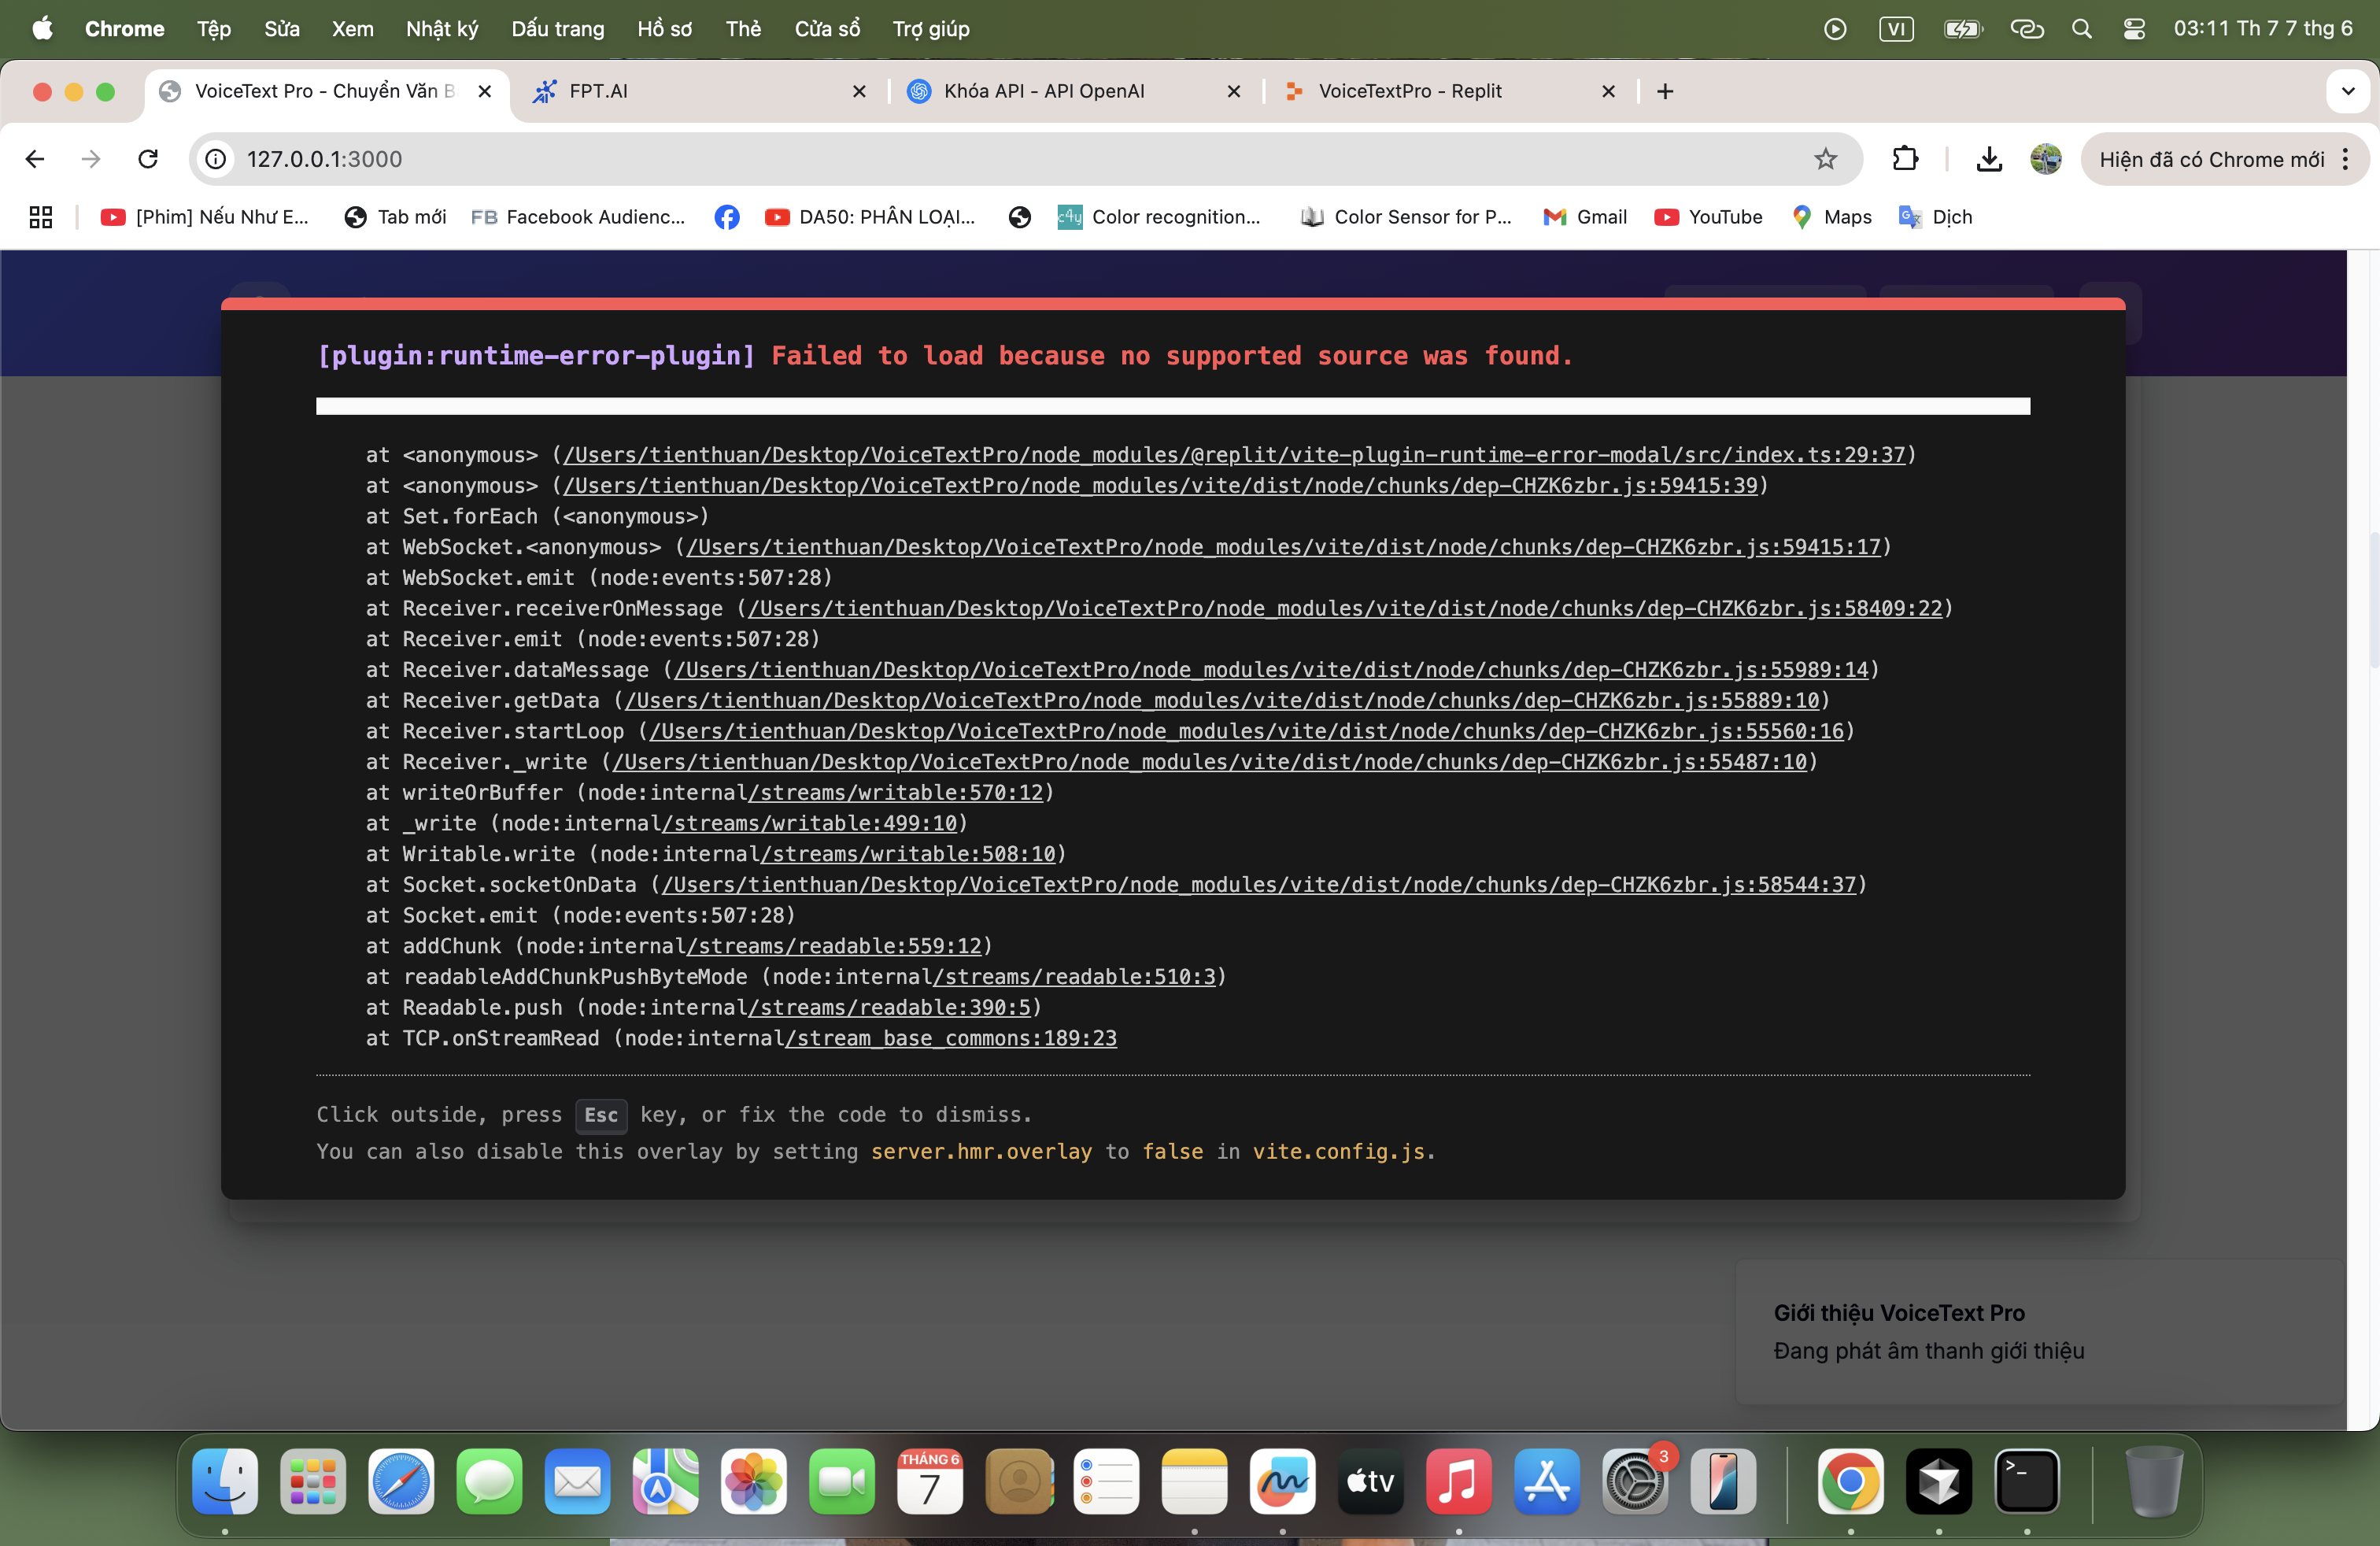 Chrome Tệp Sửa Xem Nhật ký Dấu trang Hồ sơ Thẻ Cửa sổ Trợ giúp VI 03:11 Th 7 7 thg 6
VoiceText Pro - Chuyển Văn B FPT.AI Khóa API - API OpenAI VoiceTextPro - Replit
127.0.0.1:3000 Hiện đã có Chrome mới
[Phim] Nếu Như E... Tab mới FB Facebook Audienc... DA50: PHÂN LOẠI... c4y Color recognition... Color Sensor for P... Gmail YouTube Maps Dịch
[plugin:runtime-error-plugin] Failed to load because no supported source was found.
at <anonymous> (/Users/tienthuan/Desktop/VoiceTextPro/node_modules/@replit/vite-plugin-runtime-error-modal/src/index.ts:29:37)
at <anonymous> (/Users/tienthuan/Desktop/VoiceTextPro/node_modules/vite/dist/node/chunks/dep-CHZK6zbr.js:59415:39)
at Set.forEach (<anonymous>)
at WebSocket.<anonymous> (/Users/tienthuan/Desktop/VoiceTextPro/node_modules/vite/dist/node/chunks/dep-CHZK6zbr.js:59415:17)
at WebSocket.emit (node:events:507:28)
at Receiver.receiverOnMessage (/Users/tienthuan/Desktop/VoiceTextPro/node_modules/vite/dist/node/chunks/dep-CHZK6zbr.js:58409:22)
at Receiver.emit (node:events:507:28)
at Receiver.dataMessage (/Users/tienthuan/Desktop/VoiceTextPro/node_modules/vite/dist/node/chunks/dep-CHZK6zbr.js:55989:14)
at Receiver.getData (/Users/tienthuan/Desktop/VoiceTextPro/node_modules/vite/dist/node/chunks/dep-CHZK6zbr.js:55889:10)
at Receiver.startLoop (/Users/tienthuan/Desktop/VoiceTextPro/node_modules/vite/dist/node/chunks/dep-CHZK6zbr.js:55560:16)
at Receiver._write (/Users/tienthuan/Desktop/VoiceTextPro/node_modules/vite/dist/node/chunks/dep-CHZK6zbr.js:55487:10)
at writeOrBuffer (node:internal/streams/writable:570:12)
at _write (node:internal/streams/writable:499:10)
at Writable.write (node:internal/streams/writable:508:10)
at Socket.socketOnData (/Users/tienthuan/Desktop/VoiceTextPro/node_modules/vite/dist/node/chunks/dep-CHZK6zbr.js:58544:37)
at Socket.emit (node:events:507:28)
at addChunk (node:internal/streams/readable:559:12)
at readableAddChunkPushByteMode (node:internal/streams/readable:510:3)
at Readable.push (node:internal/streams/readable:390:5)
at TCP.onStreamRead (node:internal/stream_base_commons:189:23
Click outside, press Esc key, or fix the code to dismiss.
You can also disable this overlay by setting server.hmr.overlay to false in vite.config.js.
Giới thiệu VoiceText Pro
Đang phát âm thanh giới thiệu
THÁNG 6
7
tv
3